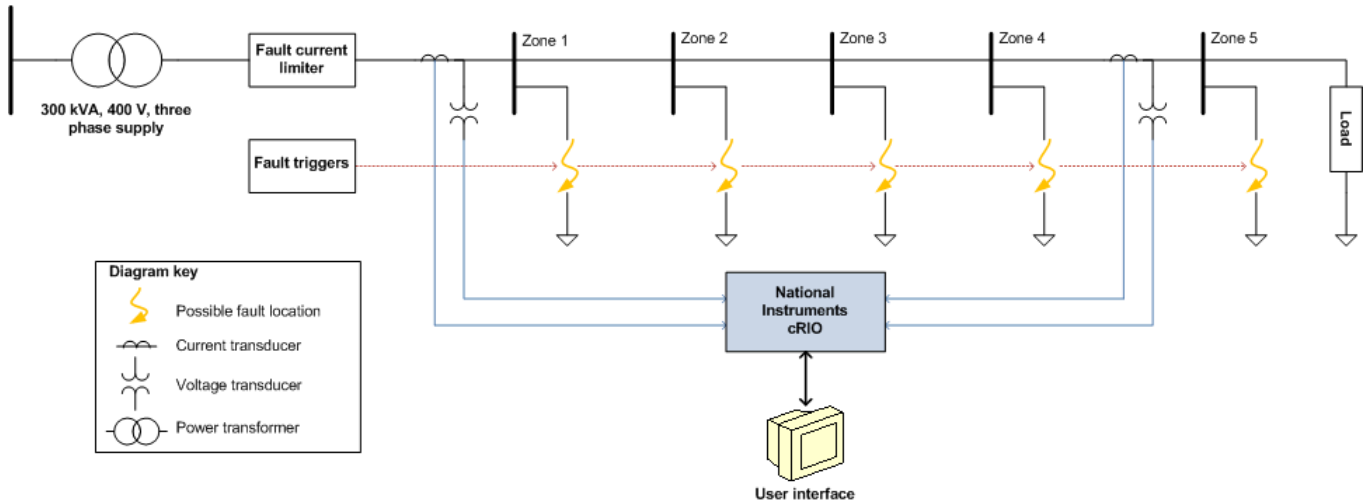 Zone 1
Zone 2
Zone 3
Zone 4
Zone 5
Fault current
limiter
300 kVA, 400 V, three
phase supply
Load
Fault triggers
Diagram key
Possible fault location
Current transducer
Voltage transducer
Power transformer
National
Instruments
cRIO
User interface